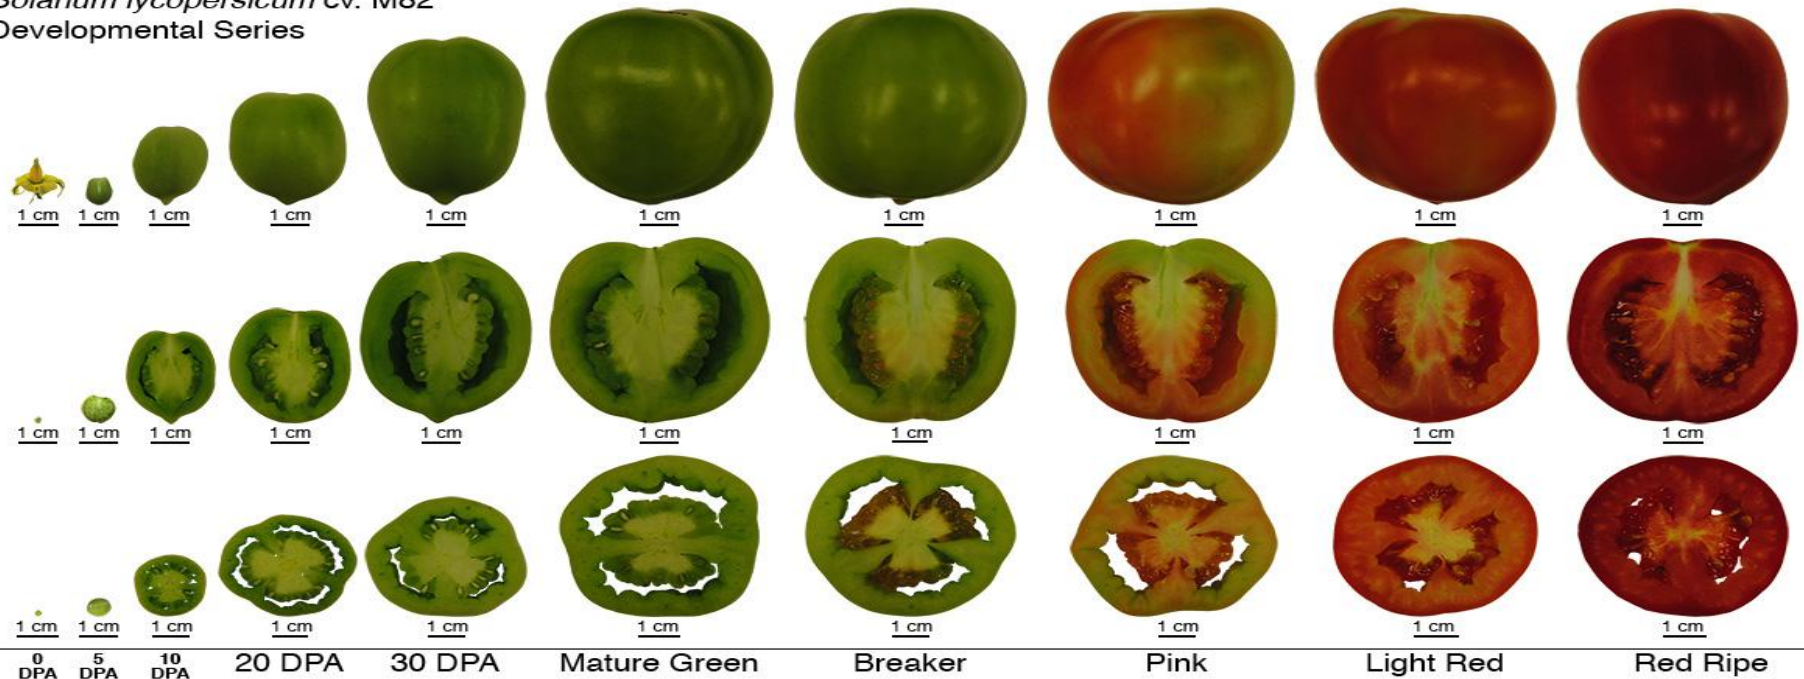 Solanum lycopersicum cv. M82
Developmental Series
1 cm 1 cm 1 cm 1 cm 1 cm 1 cm 1 cm 1 cm 1 cm 1 cm
1 cm 1 cm 1 cm 1 cm 1 cm 1 cm 1 cm 1 cm 1 cm 1 cm
1 cm 1 cm 1 cm 1 cm 1 cm 1 cm 1 cm 1 cm 1 cm 1 cm
0 DPA 5 DPA 10 DPA 20 DPA 30 DPA Mature Green Breaker Pink Light Red Red Ripe